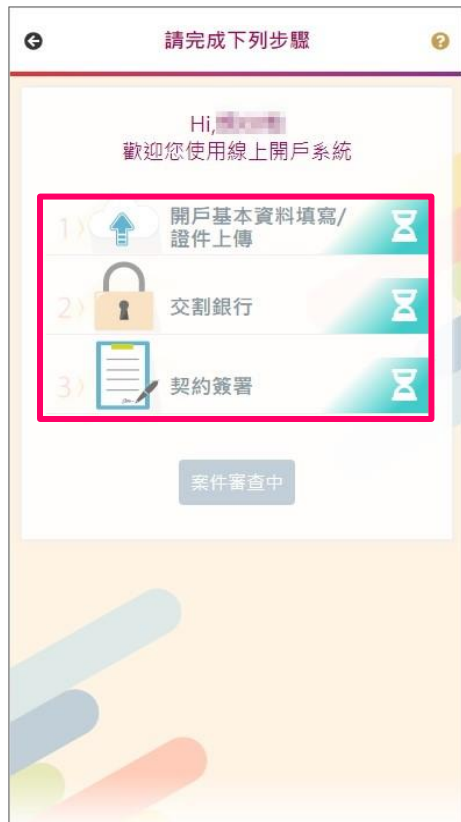 請完成下列步驟
Hi,
歡迎您使用線上開戶系統
1
開戶基本資料填寫/
證件上傳
2
交割銀行
3
契約簽署
案件審查中